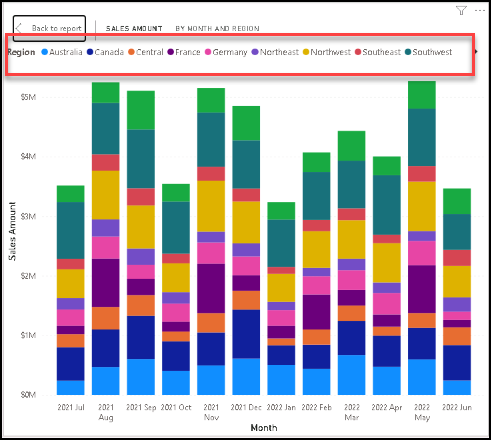 Back to report SALES AMOUNT BY MONTH AND REGION
Region Australia Canada Central France Germany Northeast Northwest Southeast Southwest
$5M
$4M
$3M
$2M
$1M
$0M
Sales Amount
2021 Jul 2021 Aug 2021 Sep 2021 Oct 2021 Nov 2021 Dec 2022 Jan 2022 Feb 2022 Mar 2022 Apr 2022 May 2022 Jun
Month